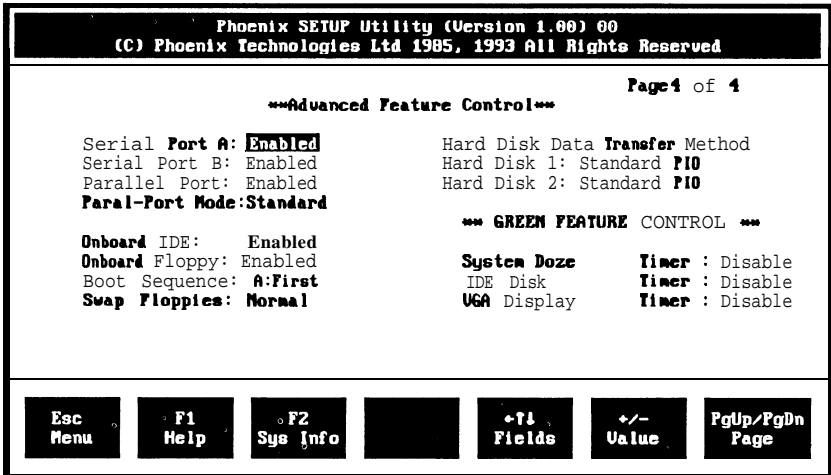 Phoenix SETUP Utility (Version 1.00) 00
(C) Phoenix Technologies Ltd 1985, 1993 All Rights Reserved
Page 4 of 4
**Advanced Feature Control**
Serial Port A: Enabled
Serial Port B: Enabled
Parallel Port: Enabled
Paral-Port Mode:Standard
Onboard IDE: Enabled
Onboard Floppy: Enabled
Boot Sequence: A:First
Swap Floppies: Normal
Hard Disk Data Transfer Method
Hard Disk 1: Standard PIO
Hard Disk 2: Standard PIO
** GREEN FEATURE CONTROL **
System Doze Timer : Disable
IDE Disk Timer : Disable
VGA Display Timer : Disable
Esc
Menu
F1
Help
F2
Sys Info
←↑↓
Fields
+/-
Value
PgUp/PgDn
Page